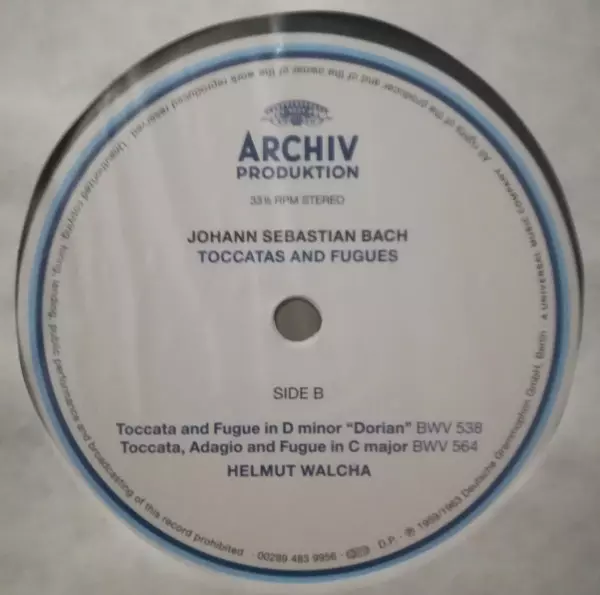 ARCHIV
PRODUKTION
33⅓ RPM STEREO
JOHANN SEBASTIAN BACH
TOCCATAS AND FUGUES
SIDE B
Toccata and Fugue in D minor “Dorian” BWV 538
Toccata, Adagio and Fugue in C major BWV 564
HELMUT WALCHA
All rights of the producer and of the owner of the work reproduced reserved. Unauthorized copying, hiring, lending, public performance and broadcasting of this record prohibited · 00289 483 9956 · D.P. · ℗ 1969/1963 Deutsche Grammophon GmbH, Berlin · A UNIVERSAL MUSIC COMPANY.